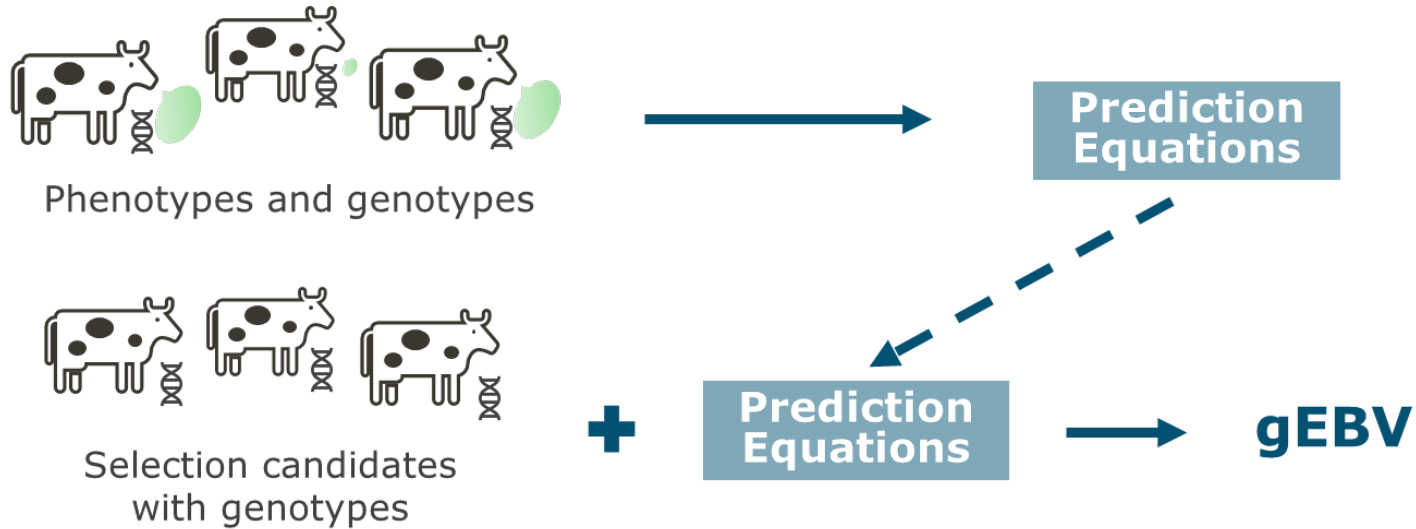 Prediction
Equations
Phenotypes and genotypes
Prediction
Equations
gEBV
Selection candidates
with genotypes